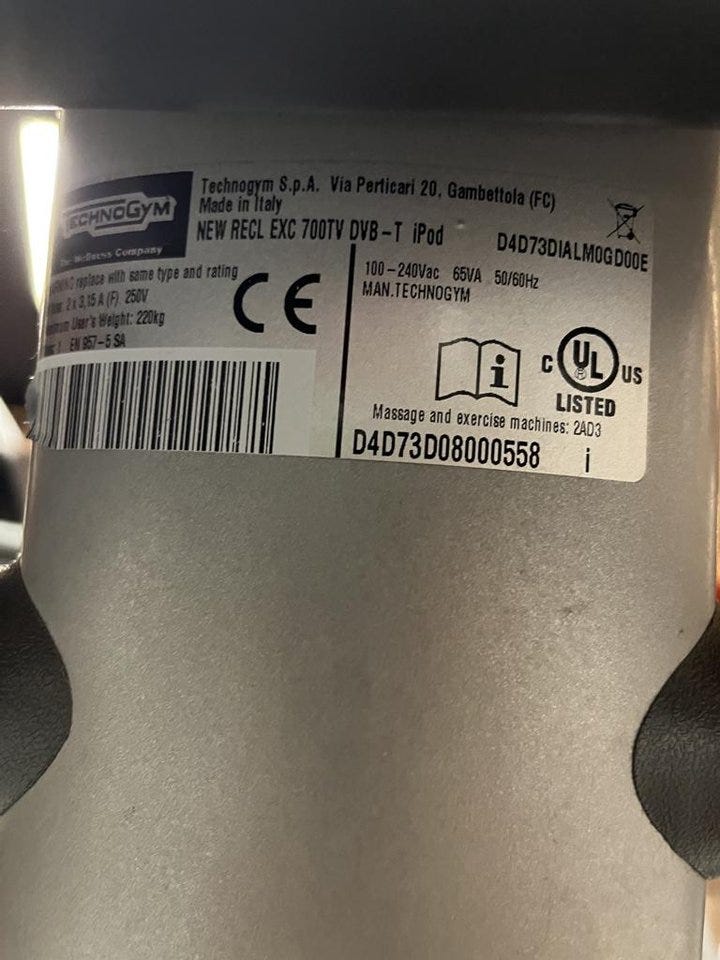 TECHNOGYM
The Wellness Company
Technogym S.p.A. Via Perticari 20, Gambettola (FC)
Made in Italy
NEW RECL EXC 700TV DVB-T iPod
D4D73DIALM0GD00E
replace with same type and rating
2 x 3,15 A (F) 250V
User's Weight: 220kg
EN 957-5 SA
CE
100-240Vac 65VA 50/60Hz
MAN.TECHNOGYM
i
C UL US
®
LISTED
Massage and exercise machines: 2AD3
D4D73D08000558 i